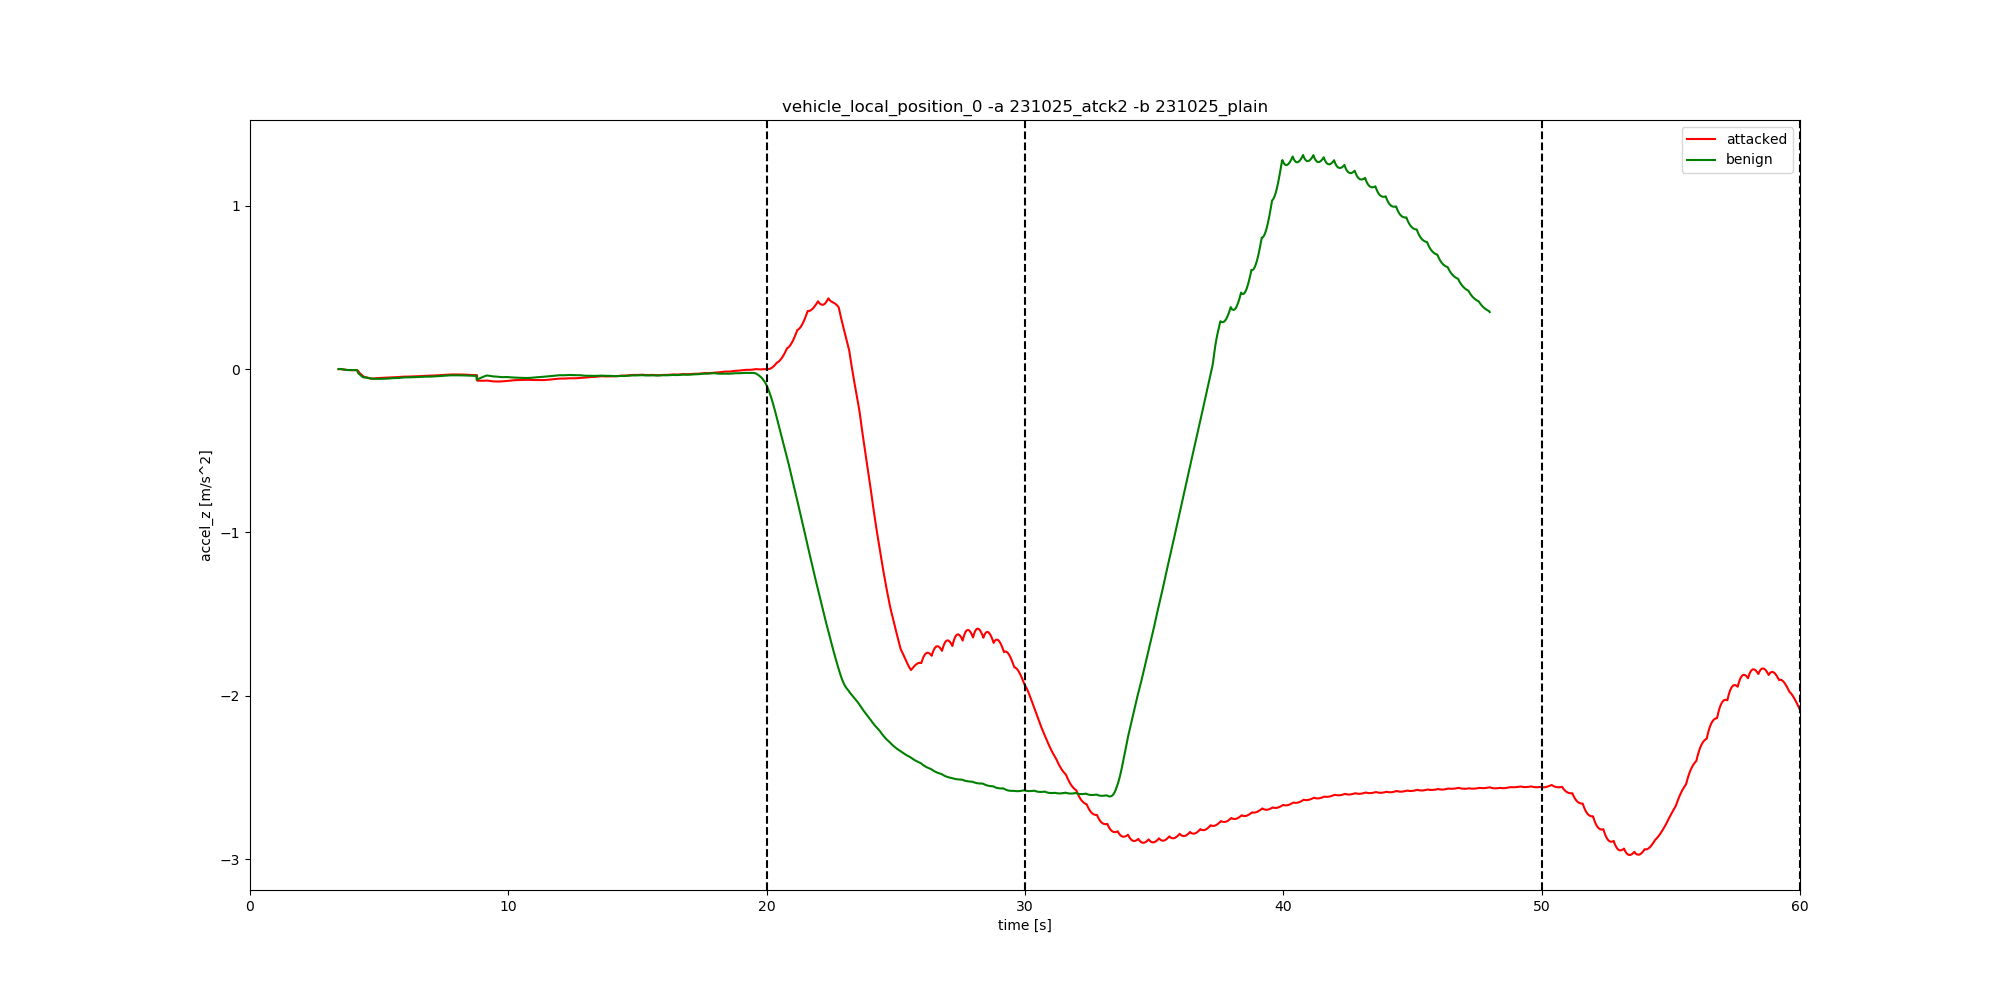 vehicle_local_position_0 -a 231025_atck2 -b 231025_plain
attacked
benign
accel_z [m/s^2]
1
0
−1
−2
−3
0 10 20 30 40 50 60
time [s]